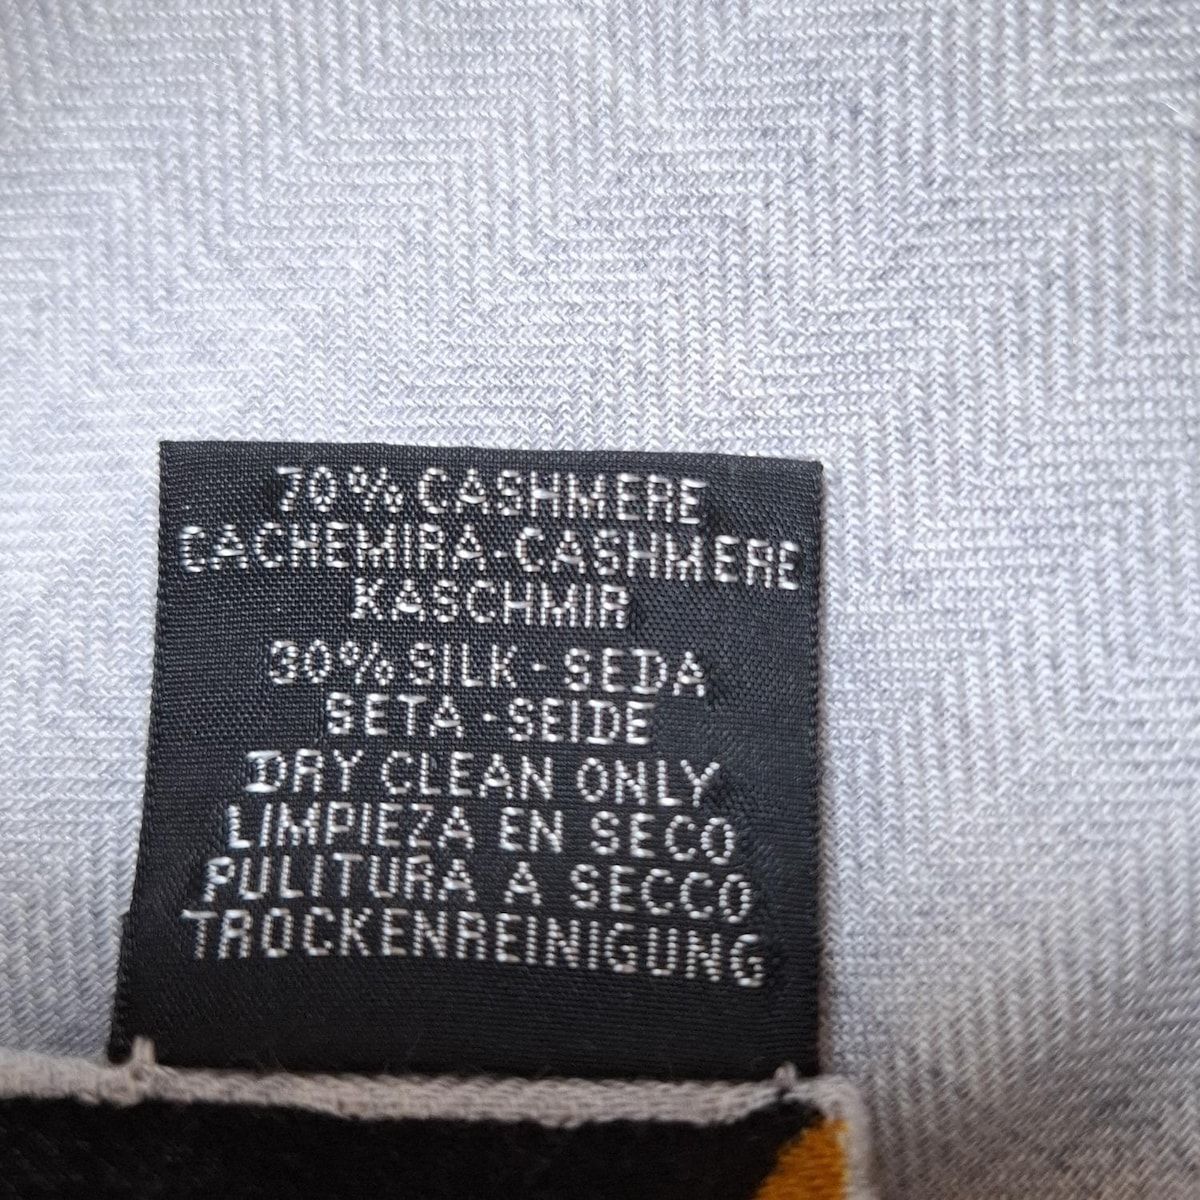 70% CASHMERE
CACHEMIRA-CASHMERE
KASCHMIR
30% SILK - SEDA
SETA - SEIDE
DRY CLEAN ONLY
LIMPIEZA EN SECO
PULITURA A SECCO
TROCKENREINIGUNG